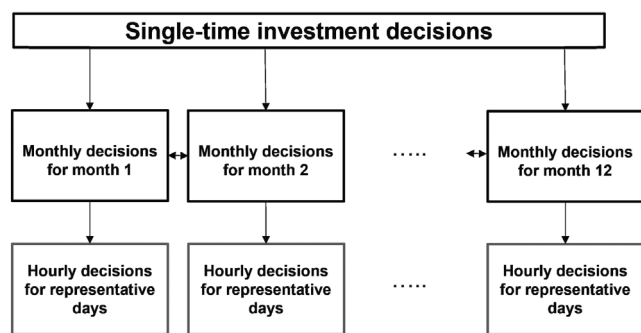 Single-time investment decisions
Monthly decisions
for month 1
Monthly decisions
for month 2
.....
Monthly decisions
for month 12
Hourly decisions
for representative
days
Hourly decisions
for representative
days
.....
Hourly decisions
for representative
days